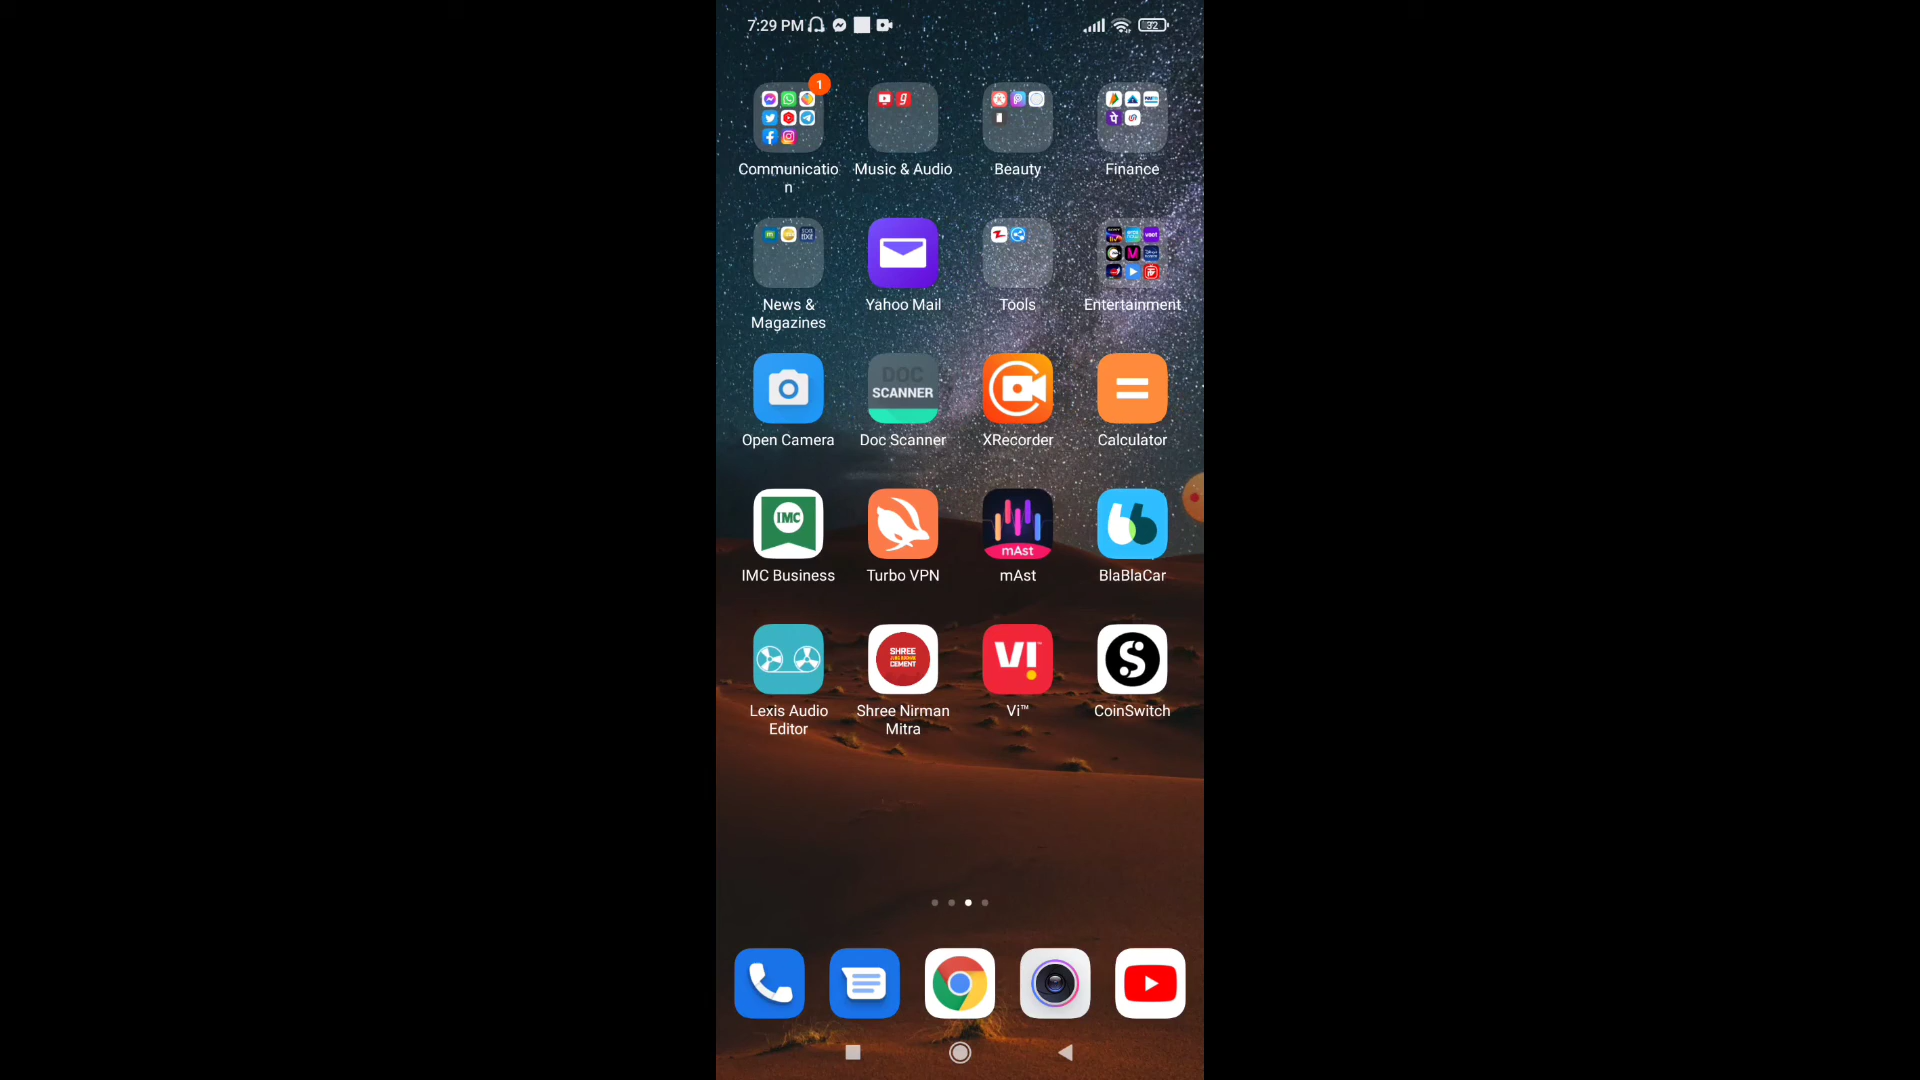 7:29 PM
32
1
Communicatio
n
Music & Audio
Beauty
Finance
News &
Magazines
Yahoo Mail
Tools
Entertainment
DOC
SCANNER
Open Camera
Doc Scanner
XRecorder
Calculator
IMC
mAst
IMC Business
Turbo VPN
mAst
BlaBlaCar
SHREE
CEMENT
VI
Lexis Audio
Editor
Shree Nirman
Mitra
Vi™
CoinSwitch